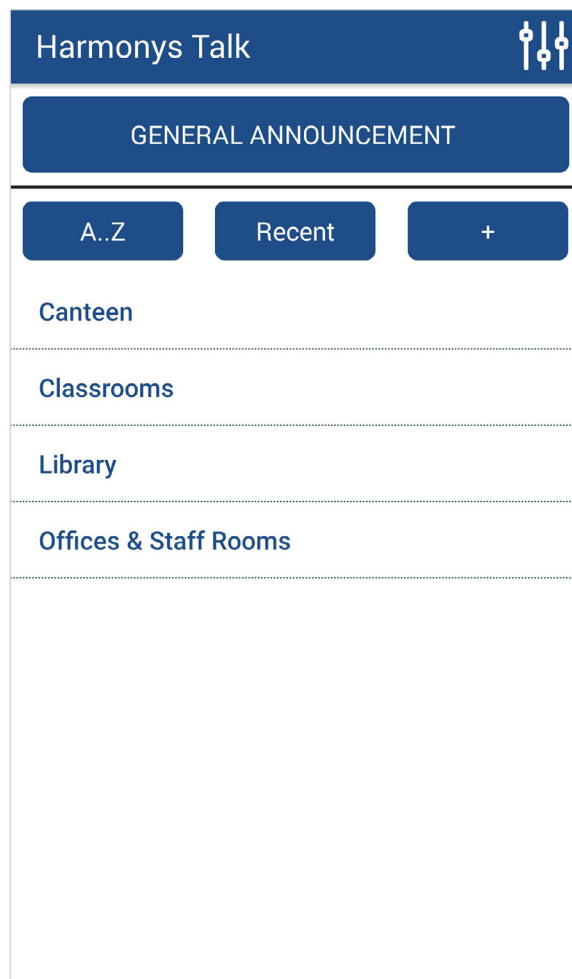 Harmonys Talk
GENERAL ANNOUNCEMENT
A..Z Recent +
Canteen
Classrooms
Library
Offices & Staff Rooms